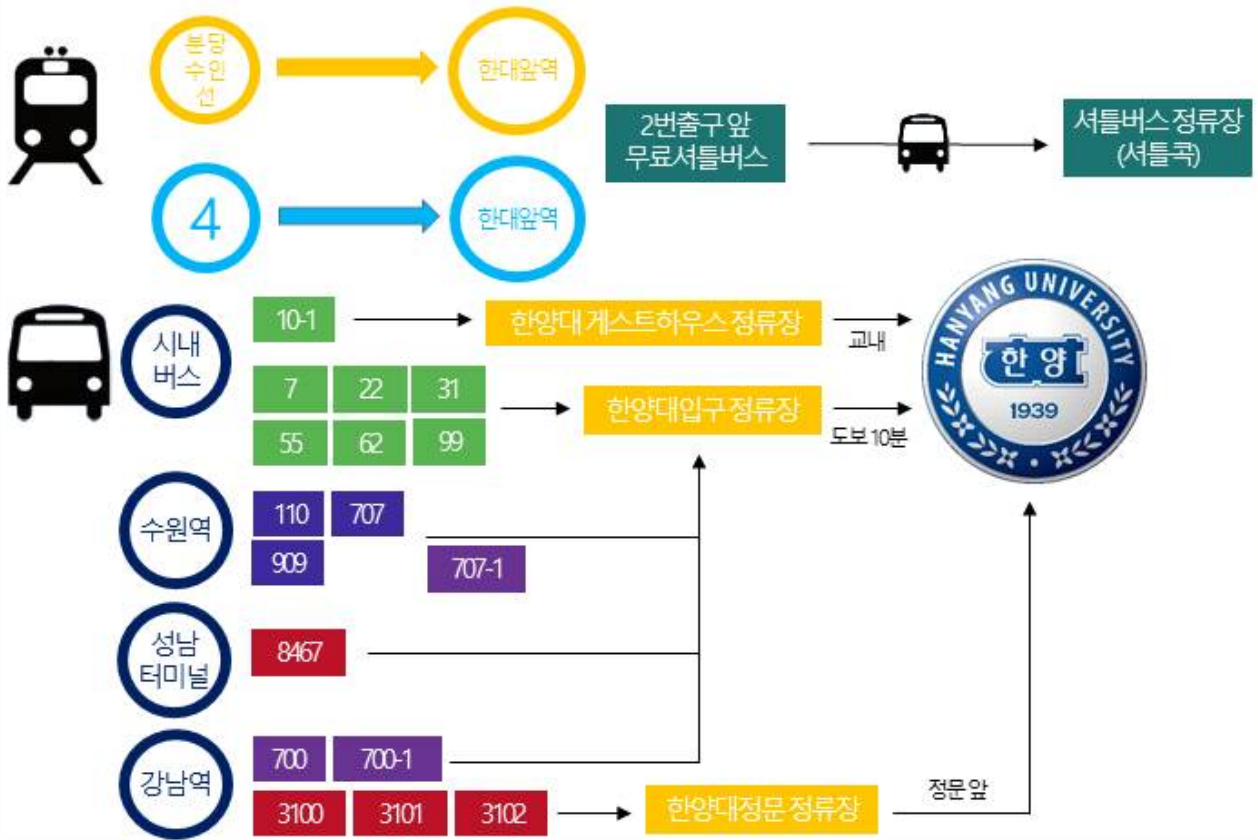 분당
수인
선
한대앞역
2번출구 앞
무료셔틀버스
셔틀버스 정류장
(셔틀콕)
4
한대앞역
시내
버스
10-1
한양대 게스트하우스 정류장
교내
7 22 31
55 62 99
한양대입구 정류장
도보 10분
HANYANG UNIVERSITY
한양
1939
수원역
110 707
909
707-1
성남
터미널
8467
강남역
700 700-1
3100 3101 3102
한양대정문 정류장
정문 앞